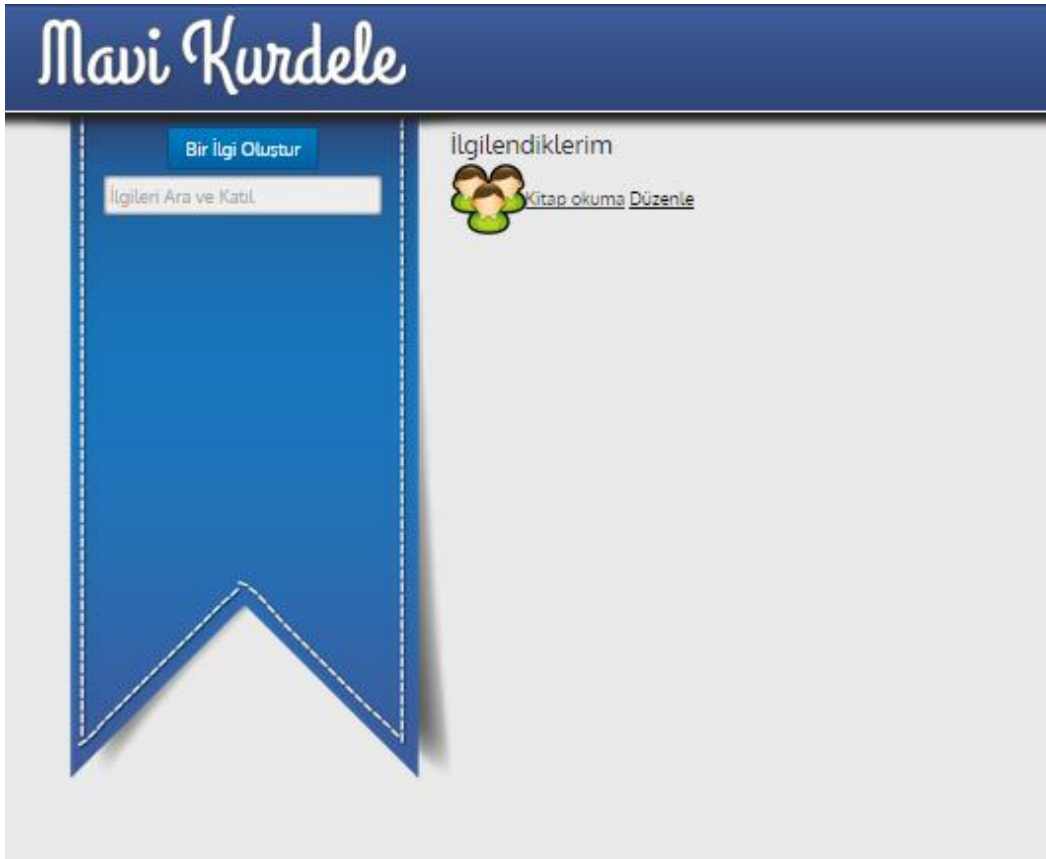 Mavi Kurdele
Bir İlgi Oluştur
İlgileri Ara ve Katıl
İlgilendiklerim
Kitap okuma Düzenle